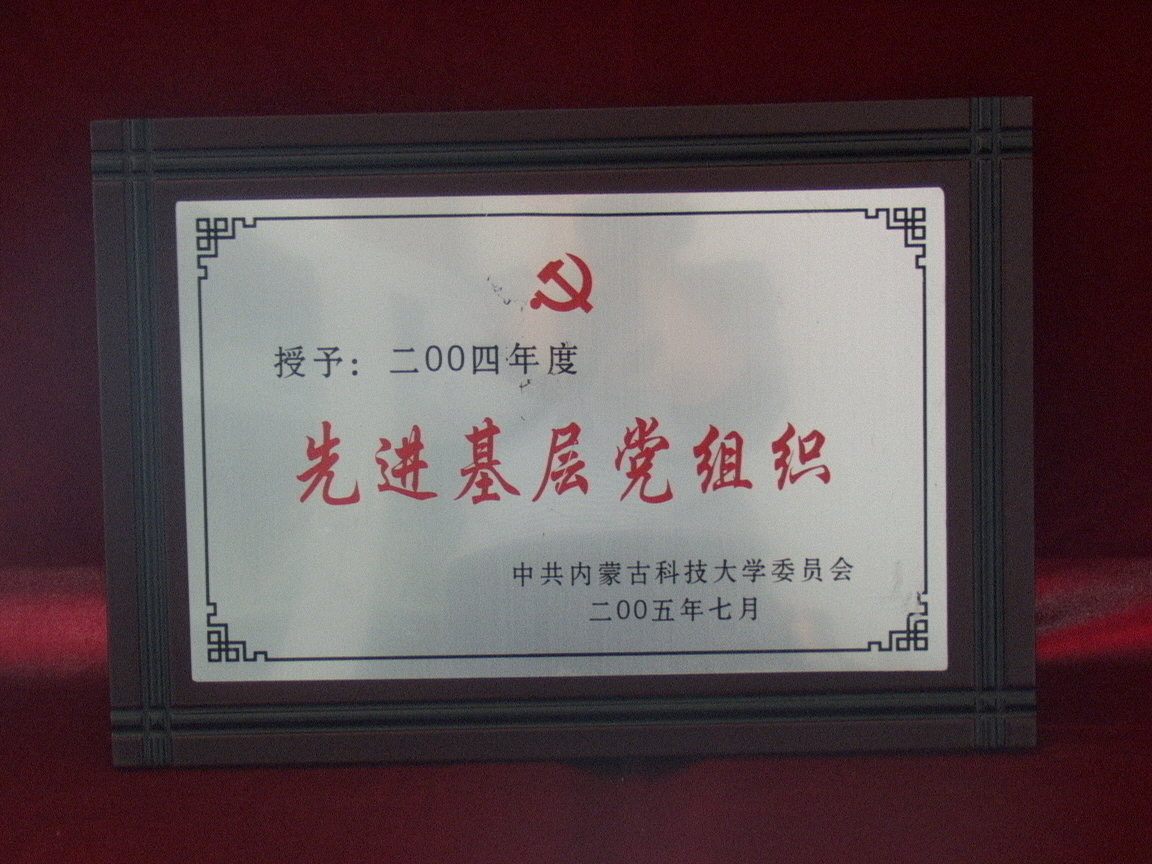 授予：二00四年度
先进基层党组织
中共内蒙古科技大学委员会
二00五年七月